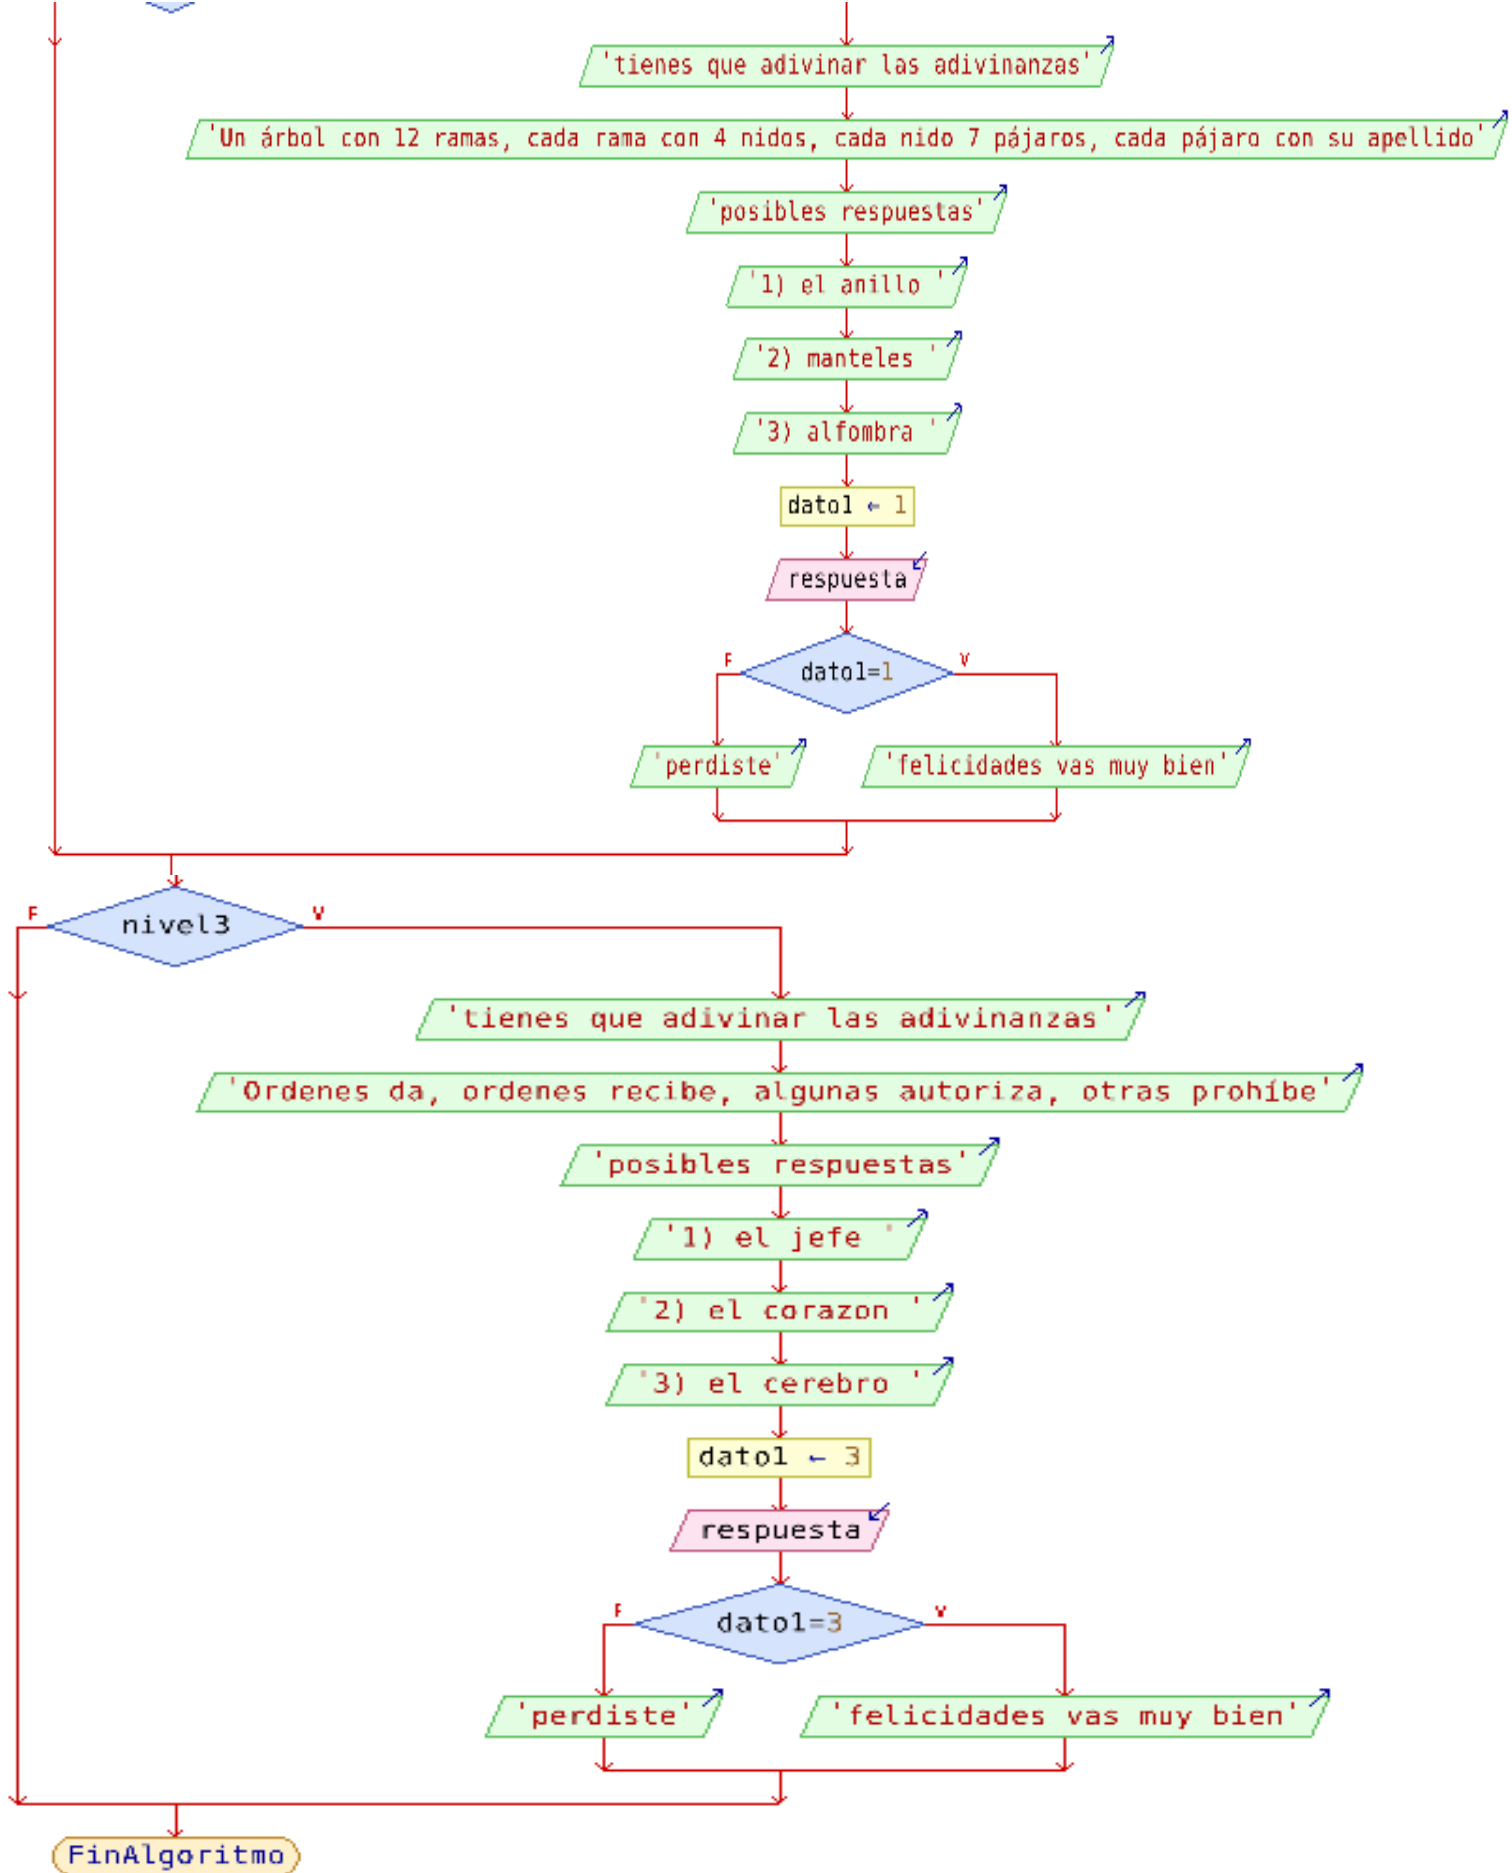 'tienes que adivinar las adivinanzas'
'Un árbol con 12 ramas, cada rama con 4 nidos, cada nido 7 pájaros, cada pájaro con su apellido'
'posibles respuestas'
'1) el anillo '
'2) manteles '
'3) alfombra '
dato1 ← 1
respuesta
F
V
dato1=1
'perdiste'
'felicidades vas muy bien'
F
V
nivel3
'tienes que adivinar las adivinanzas'
'Ordenes da, ordenes recibe, algunas autoriza, otras prohíbe'
'posibles respuestas'
'1) el jefe '
'2) el corazon '
'3) el cerebro '
dato1 ← 3
respuesta
F
V
dato1=3
'perdiste'
'felicidades vas muy bien'
FinAlgoritmo